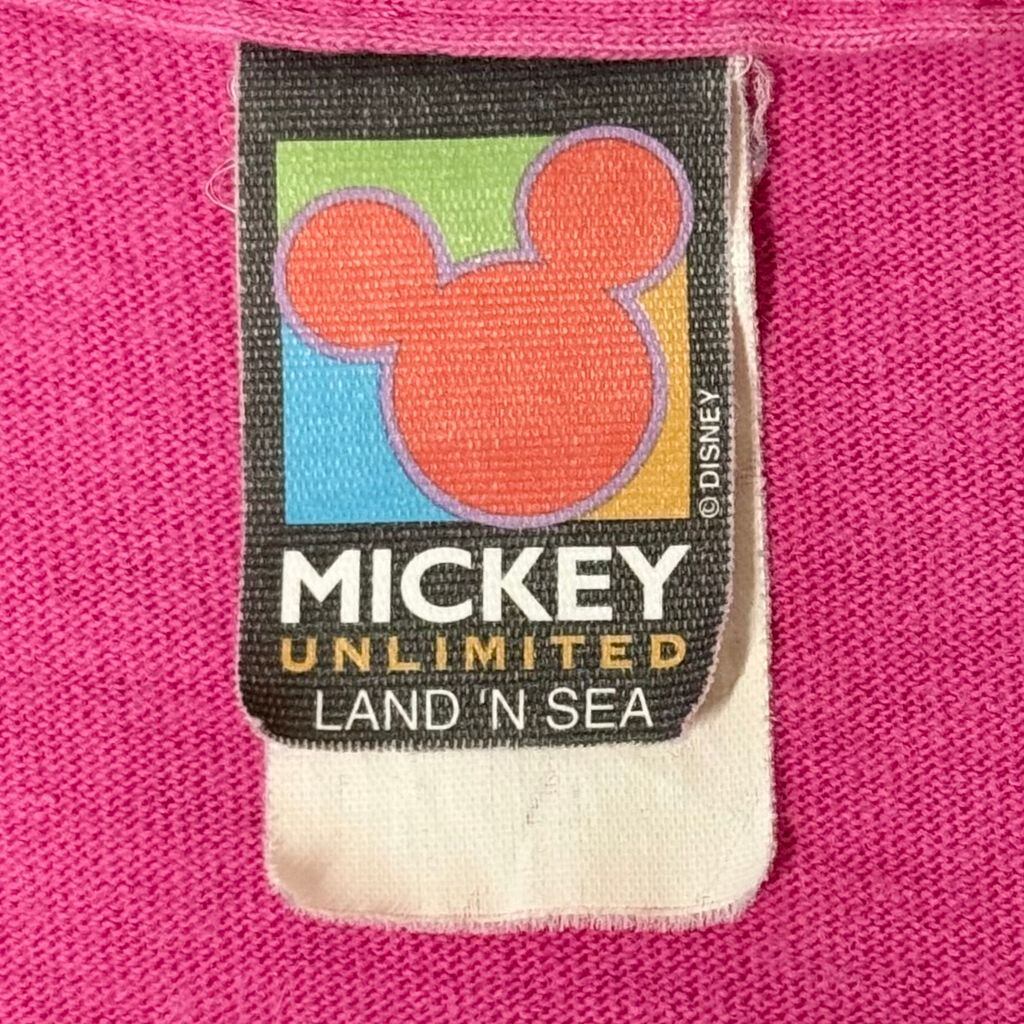 © DISNEY
MICKEY
UNLIMITED
LAND 'N SEA